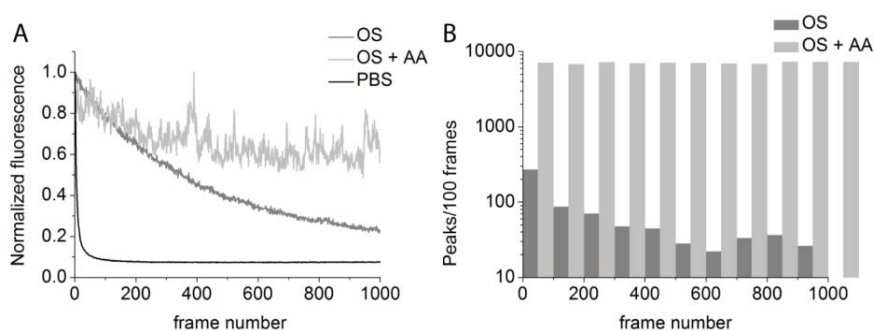 A
OS
OS + AA
PBS
Normalized fluorescence
1.0
0.8
0.6
0.4
0.2
0.0
0 200 400 600 800 1000
frame number
B
OS
OS + AA
Peaks/100 frames
10000
1000
100
10
200 400 600 800 1000
frame number